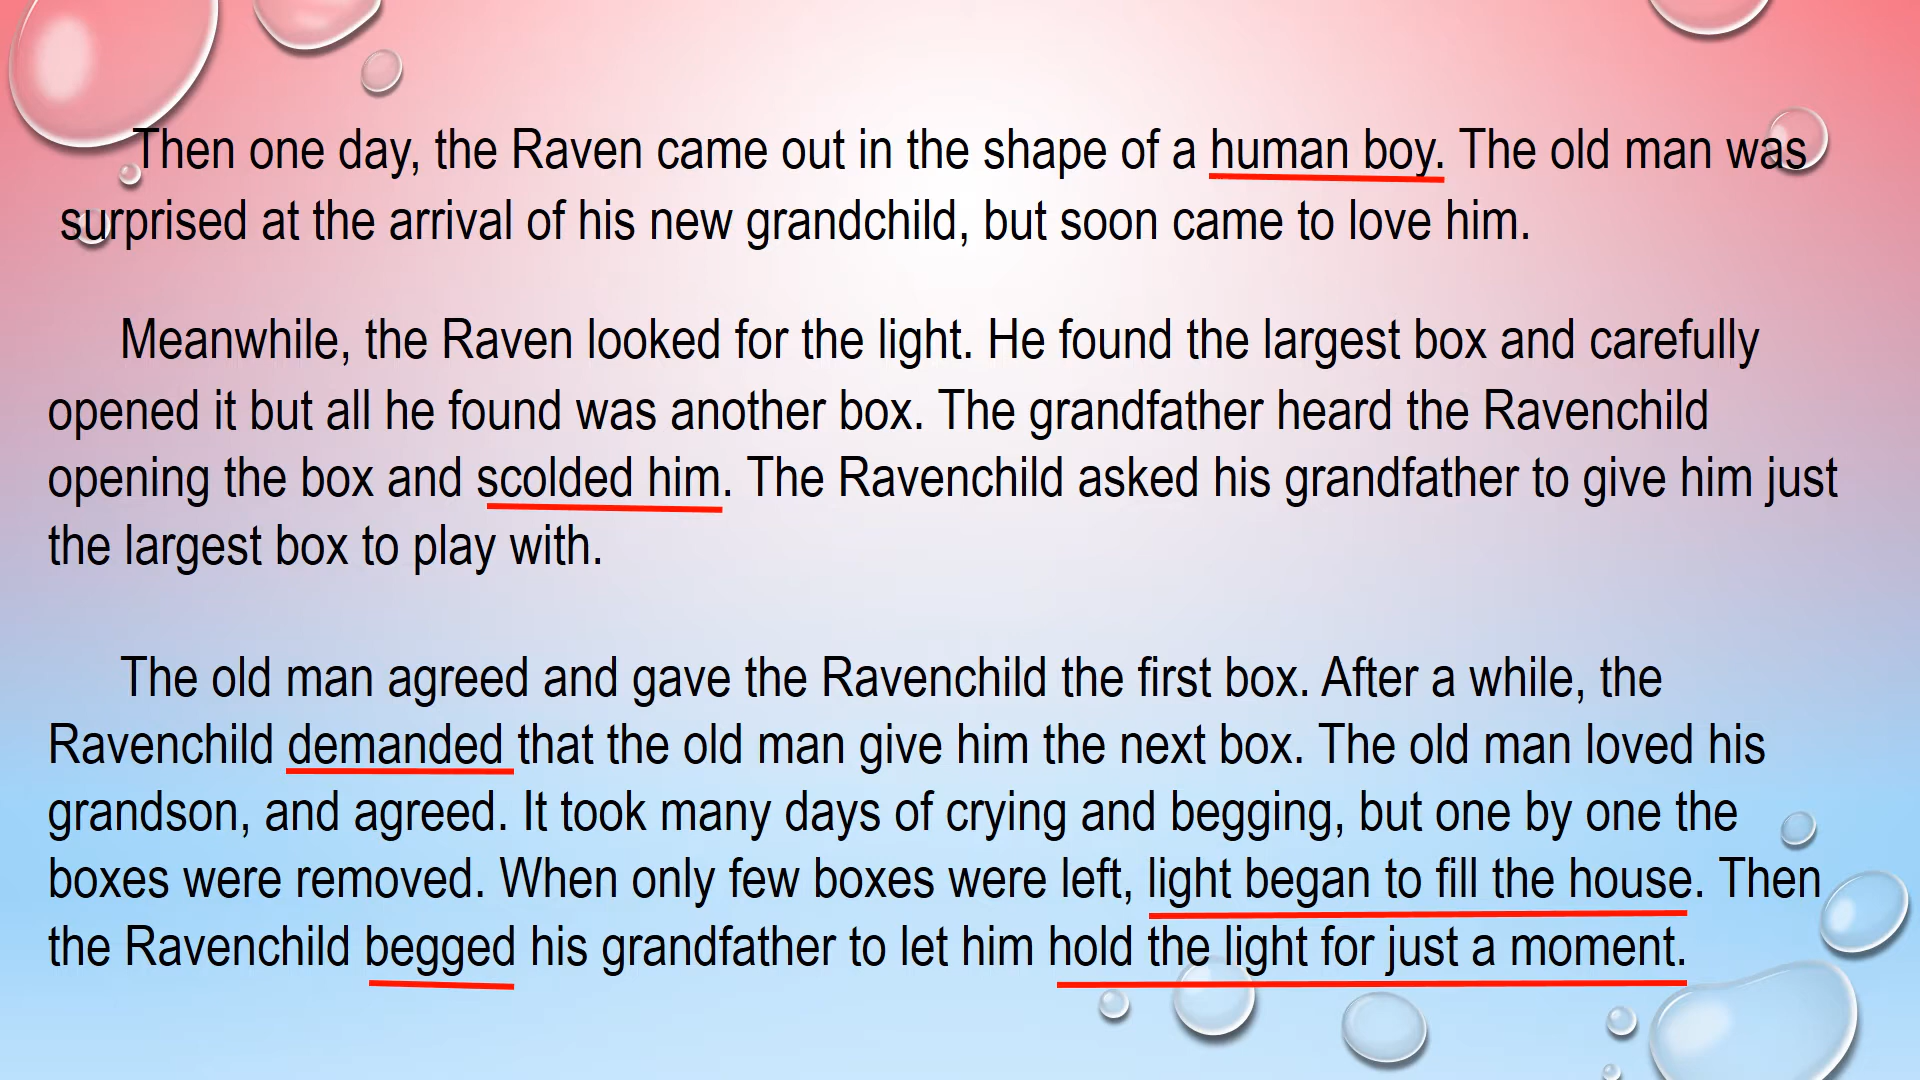 Then one day, the Raven came out in the shape of a human boy. The old man was
surprised at the arrival of his new grandchild, but soon came to love him.
Meanwhile, the Raven looked for the light. He found the largest box and carefully
opened it but all he found was another box. The grandfather heard the Ravenchild
opening the box and scolded him. The Ravenchild asked his grandfather to give him just
the largest box to play with.
The old man agreed and gave the Ravenchild the first box. After a while, the
Ravenchild demanded that the old man give him the next box. The old man loved his
grandson, and agreed. It took many days of crying and begging, but one by one the
boxes were removed. When only few boxes were left, light began to fill the house. Then
the Ravenchild begged his grandfather to let him hold the light for just a moment.